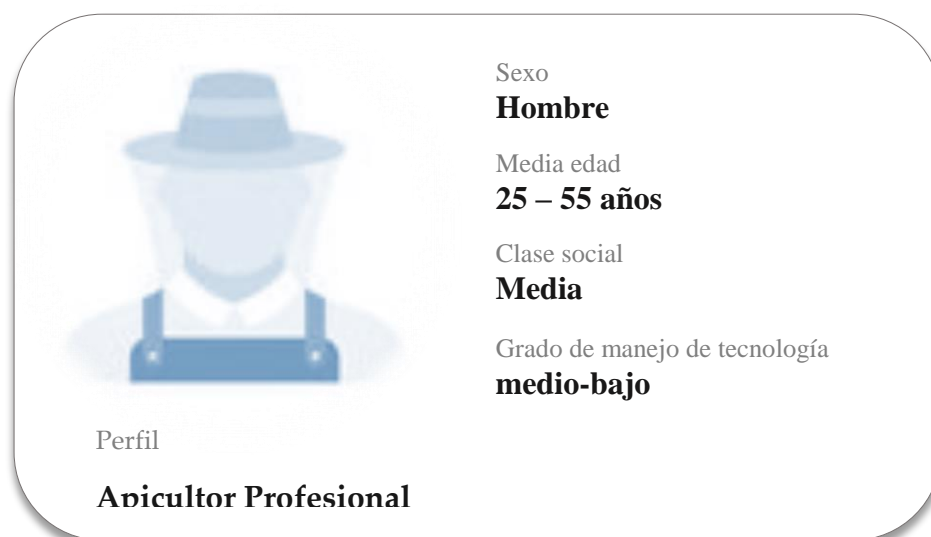 Sexo
Hombre
Media edad
25 – 55 años
Clase social
Media
Grado de manejo de tecnología
medio-bajo
Perfil
Apicultor Profesional